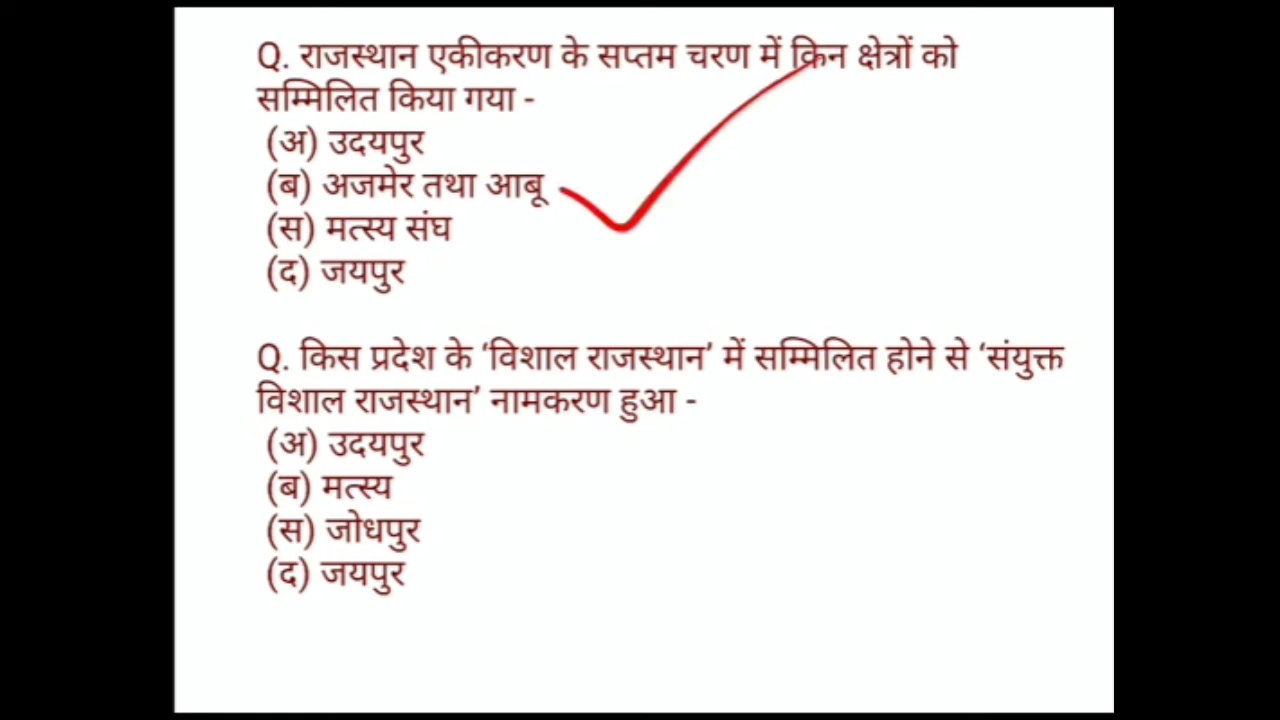 Q. राजस्थान एकीकरण के सप्तम चरण में किन क्षेत्रों को
सम्मिलित किया गया -
(अ) उदयपुर
(ब) अजमेर तथा आबू
(स) मत्स्य संघ
(द) जयपुर
Q. किस प्रदेश के ‘विशाल राजस्थान’ में सम्मिलित होने से ‘संयुक्त
विशाल राजस्थान’ नामकरण हुआ -
(अ) उदयपुर
(ब) मत्स्य
(स) जोधपुर
(द) जयपुर